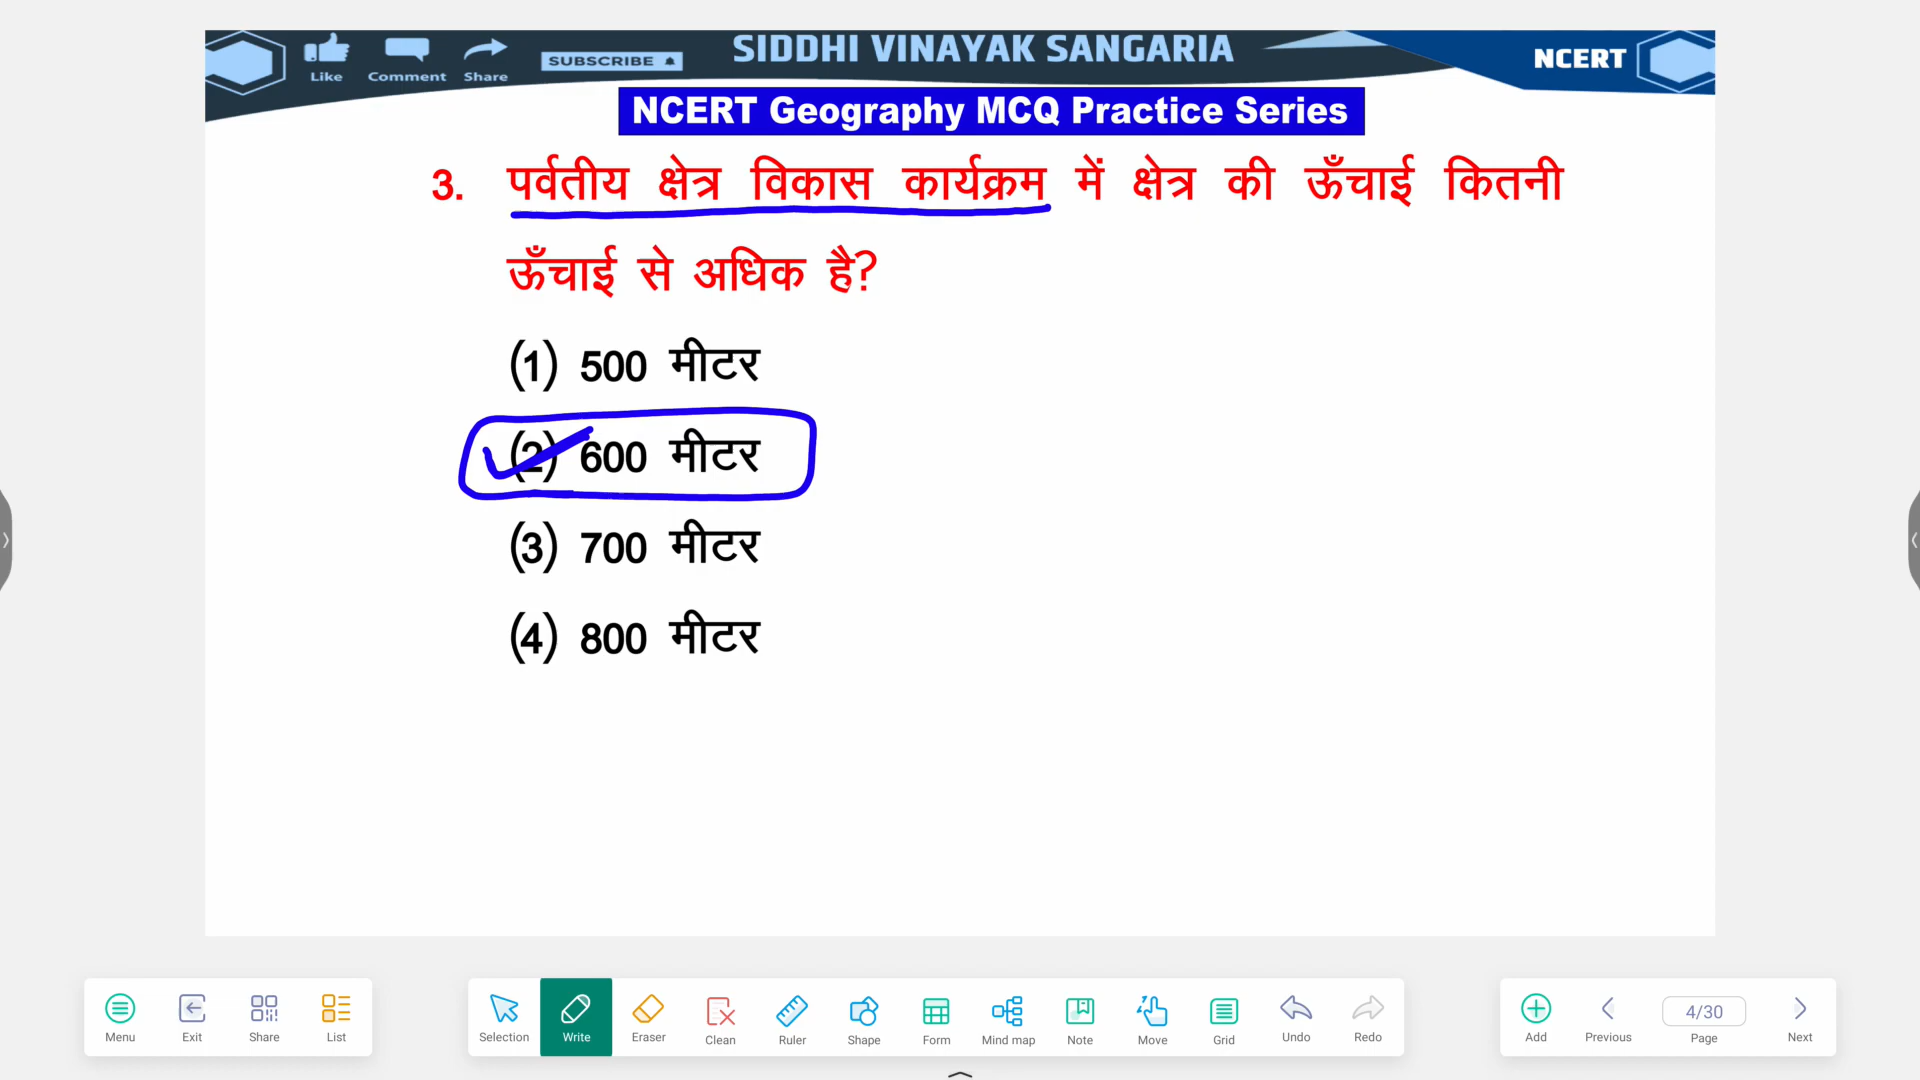 SIDDHI VINAYAK SANGARIA
Like Comment Share SUBSCRIBE
NCERT
NCERT Geography MCQ Practice Series
3. पर्वतीय क्षेत्र विकास कार्यक्रम में क्षेत्र की ऊँचाई कितनी
ऊँचाई से अधिक है?
(1) 500 मीटर
(2) 600 मीटर
(3) 700 मीटर
(4) 800 मीटर
Menu Exit Share List
Selection Write Eraser Clean Ruler Shape Form Mind map Note Move Grid Undo Redo
Add Previous 4/30 Page Next